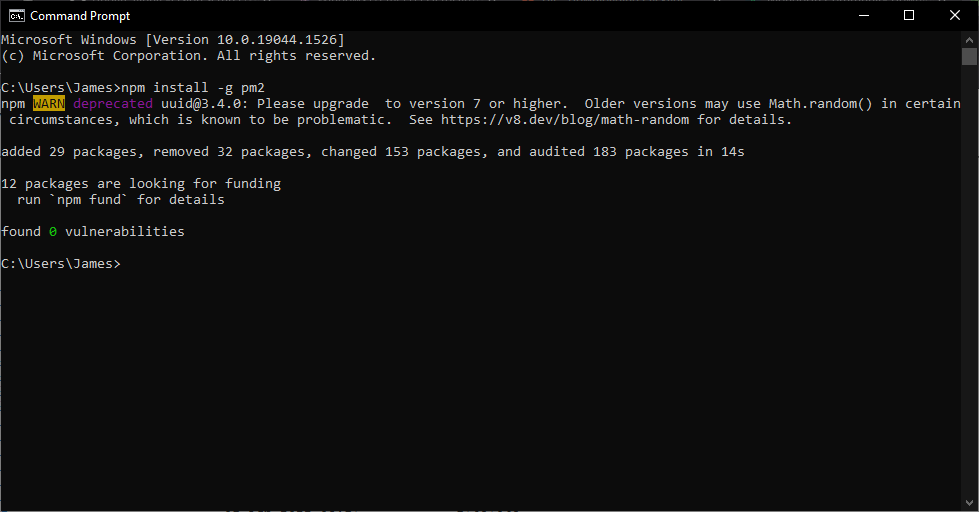 Command Prompt
Microsoft Windows [Version 10.0.19044.1526]
(c) Microsoft Corporation. All rights reserved.
C:\Users\James>npm install -g pm2
npm WARN deprecated uuid@3.4.0: Please upgrade  to version 7 or higher.  Older versions may use Math.random() in certain
 circumstances, which is known to be problematic.  See https://v8.dev/blog/math-random for details.
added 29 packages, removed 32 packages, changed 153 packages, and audited 183 packages in 14s
12 packages are looking for funding
  run `npm fund` for details
found 0 vulnerabilities
C:\Users\James>